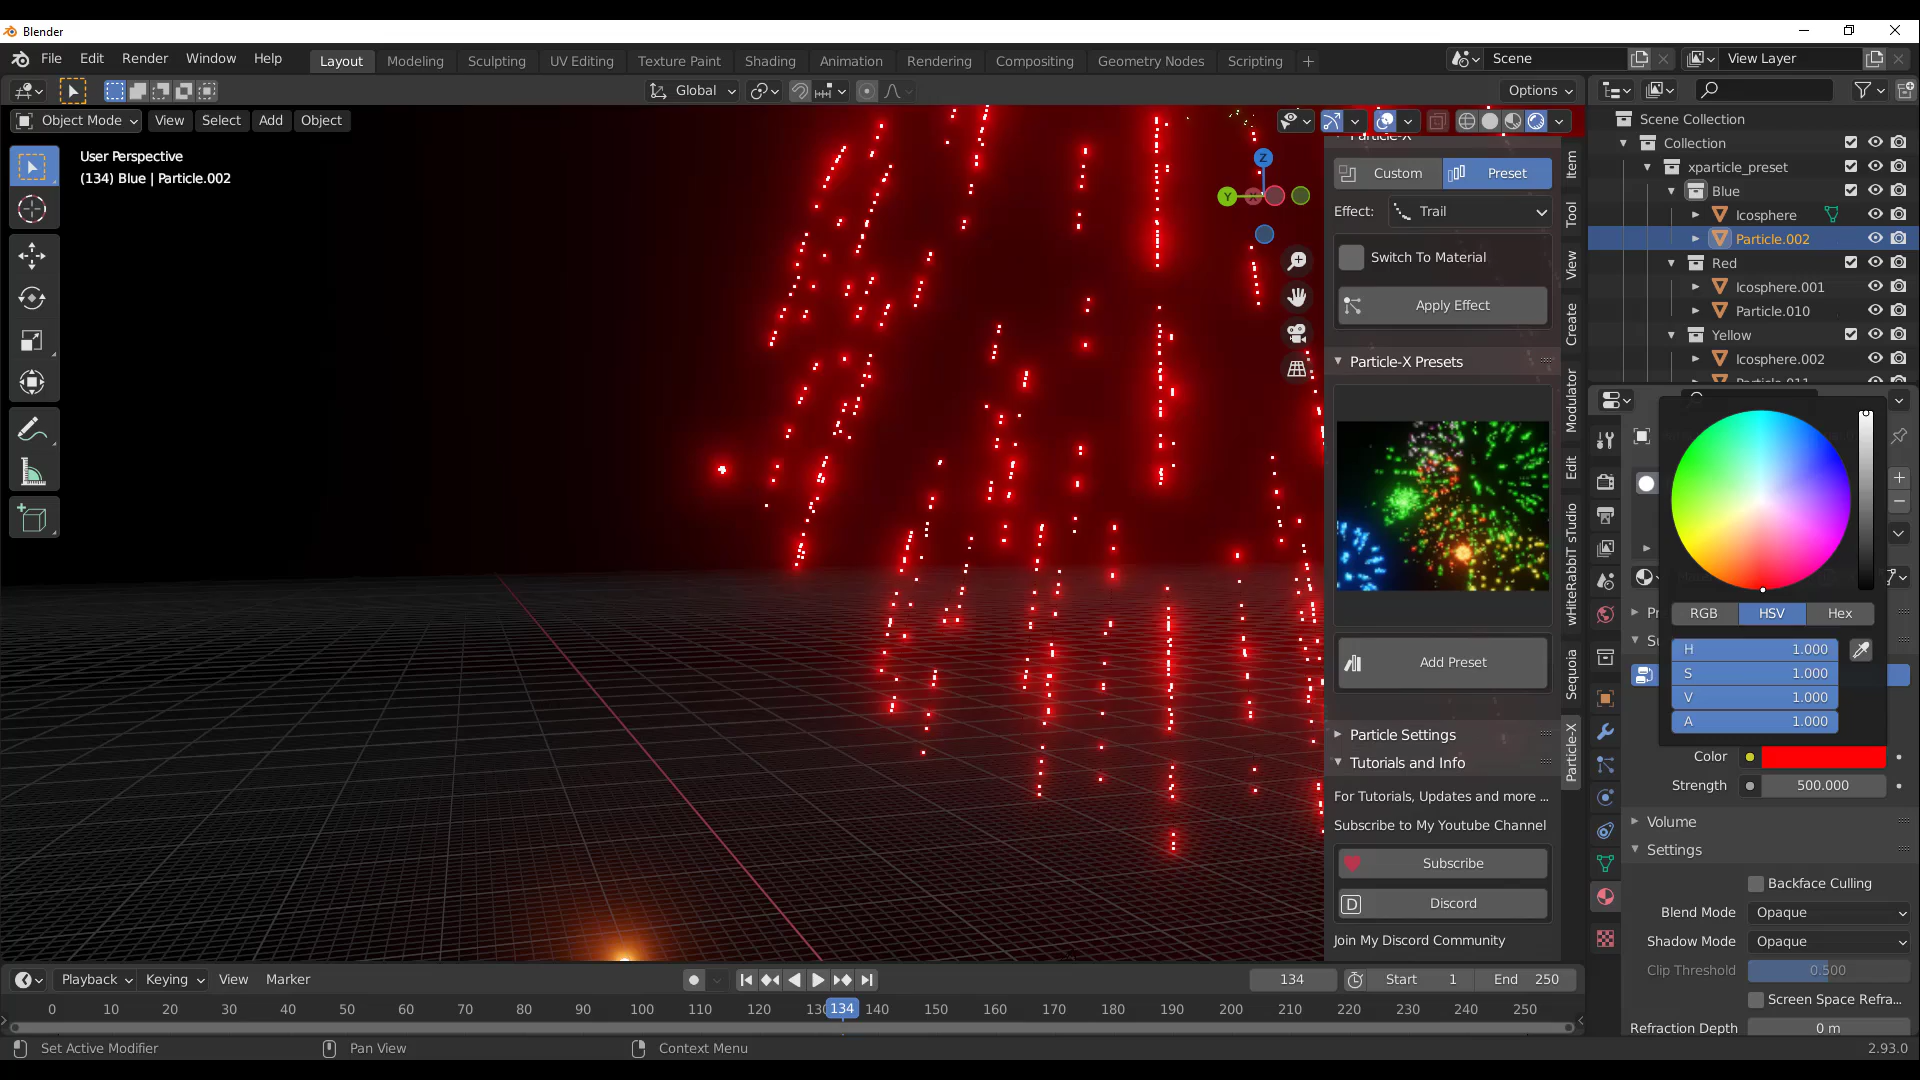 Blender
File Edit Render Window Help
Layout Modeling Sculpting UV Editing Texture Paint Shading Animation Rendering Compositing Geometry Nodes Scripting +
Scene
View Layer
Global
Options
Object Mode View Select Add Object
User Perspective
(134) Blue | Particle.002
Z
Y
Particle-X
Custom Preset
Effect: Trail
Switch To Material
Apply Effect
Particle-X Presets
Add Preset
Particle Settings
Tutorials and Info
For Tutorials, Updates and more ...
Subscribe to My Youtube Channel
Subscribe
D Discord
Join My Discord Community
Item
Tool
View
Create
Modulator
Edit
wHiteRabbiT sTudio
Sequoia
Particle-X
Scene Collection
Collection
xparticle_preset
Blue
Icosphere
Particle.002
Red
Icosphere.001
Particle.010
Yellow
Icosphere.002
Particle.011
RGB HSV Hex
H 1.000
S 1.000
V 1.000
A 1.000
Color
Strength 500.000
Volume
Settings
Backface Culling
Blend Mode Opaque
Shadow Mode Opaque
Clip Threshold 0.500
Screen Space Refra...
Refraction Depth 0 m
Playback Keying View Marker
134
Start 1
End 250
0 10 20 30 40 50 60 70 80 90 100 110 120 130 134 140 150 160 170 180 190 200 210 220 230 240 250
Set Active Modifier
Pan View
Context Menu
2.93.0